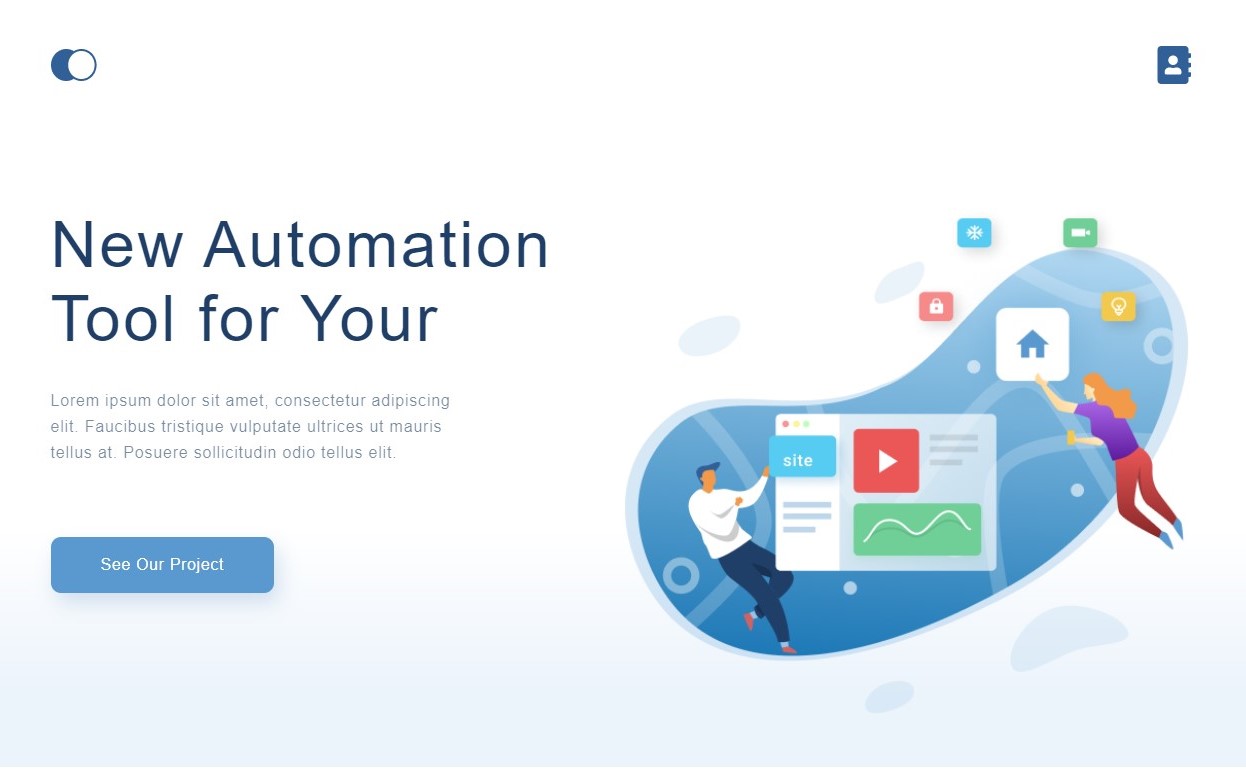 New Automation
Tool for Your
Lorem ipsum dolor sit amet, consectetur adipiscing
elit. Faucibus tristique vulputate ultrices ut mauris
tellus at. Posuere sollicitudin odio tellus elit.
site
See Our Project